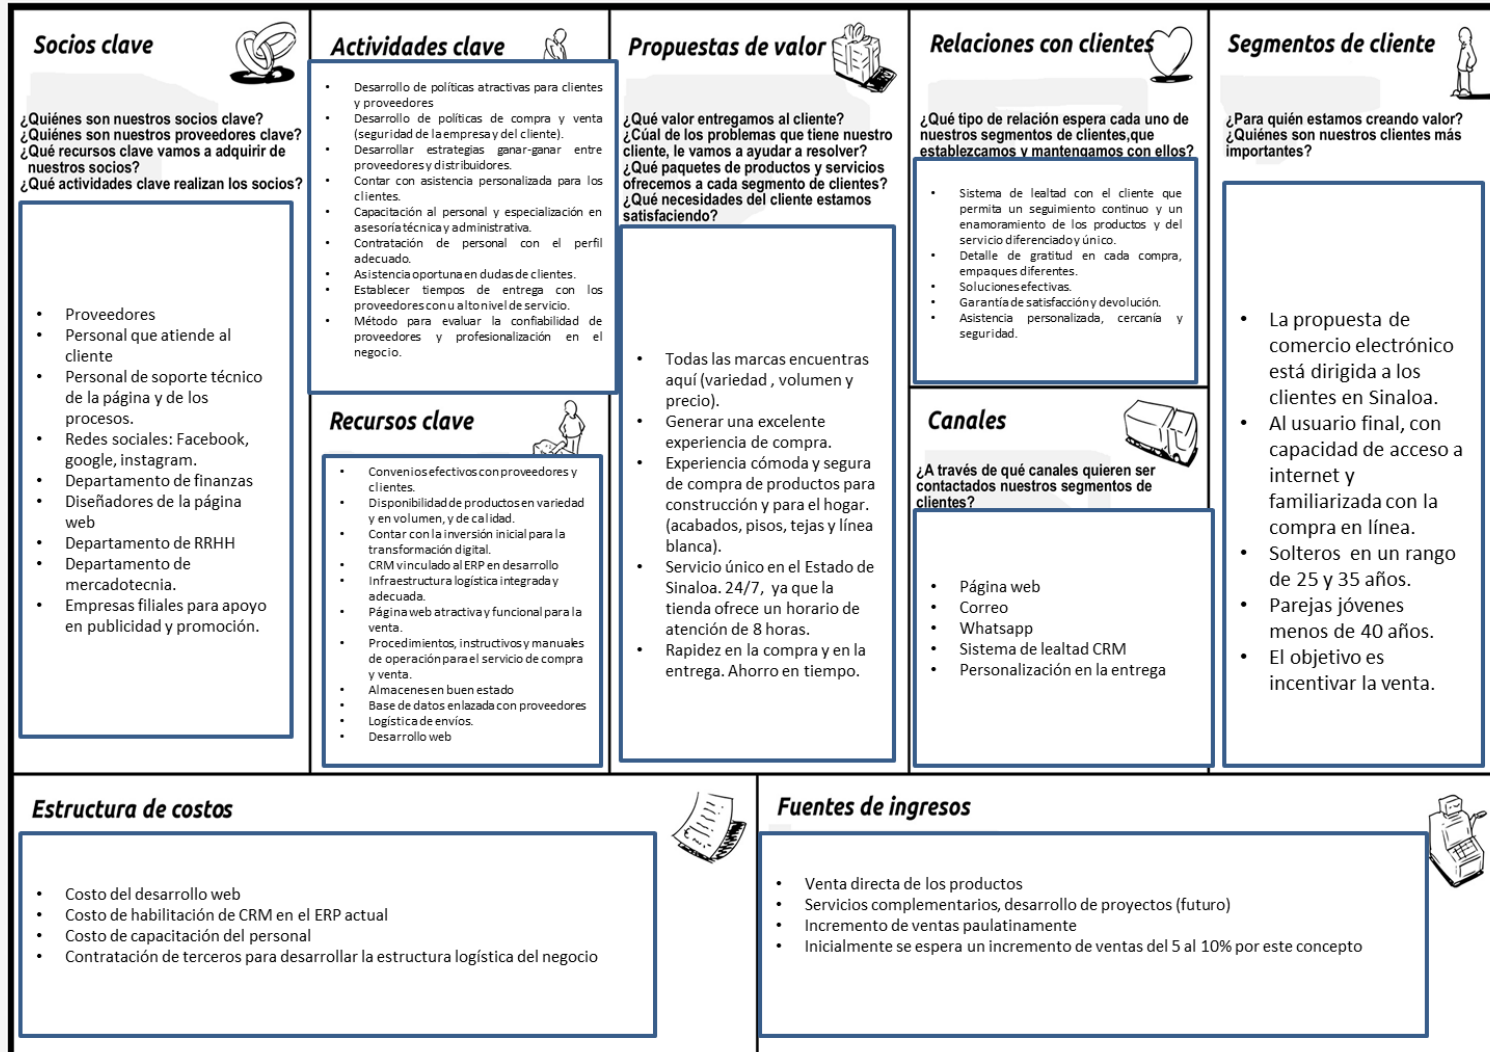 Socios clave
¿Quiénes son nuestros socios clave?
¿Quiénes son nuestros proveedores clave?
¿Qué recursos clave vamos a adquirir de
nuestros socios?
¿Qué actividades clave realizan los socios?
• Proveedores
• Personal que atiende al
cliente
• Personal de soporte técnico
de la página y de los
procesos.
• Redes sociales: Facebook,
google, instagram.
• Departamento de finanzas
• Diseñadores de la página
web
• Departamento de RRHH
• Departamento de
mercadotecnia.
• Empresas filiales para apoyo
en publicidad y promoción.
Actividades clave
• Desarrollo de políticas atractivas para clientes
y proveedores
• Desarrollo de políticas de compra y venta
(seguridad de la empresa y del cliente).
• Desarrollar estrategias ganar-ganar entre
proveedores y distribuidores.
• Contar con asistencia personalizada para los
clientes.
• Capacitación al personal y especialización en
asesoría técnica y administrativa.
• Contratación de personal con el perfil
adecuado.
• Asistencia oportuna en dudas de clientes.
• Establecer tiempos de entrega con los
proveedores con u alto nivel de servicio.
• Método para evaluar la confiabilidad de
proveedores y profesionalización en el
negocio.
Recursos clave
• Convenios efectivos con proveedores y
clientes.
• Disponibilidad de productos en variedad
y en volumen, y de calidad.
• Contar con la inversión inicial para la
transformación digital.
• CRM vinculado al ERP en desarrollo
• Infraestructura logística integrada y
adecuada.
• Página web atractiva y funcional para la
venta.
• Procedimientos, instructivos y manuales
de operación para el servicio de compra
y venta.
• Almacenes en buen estado
• Base de datos enlazada con proveedores
• Logística de envíos.
• Desarrollo web
Propuestas de valor
¿Qué valor entregamos al cliente?
¿Cúal de los problemas que tiene nuestro
cliente, le vamos a ayudar a resolver?
¿Qué paquetes de productos y servicios
ofrecemos a cada segmento de clientes?
¿Qué necesidades del cliente estamos
satisfaciendo?
• Todas las marcas encuentras
aquí (variedad , volumen y
precio).
• Generar una excelente
experiencia de compra.
• Experiencia cómoda y segura
de compra de productos para
construcción y para el hogar.
(acabados, pisos, tejas y línea
blanca).
• Servicio único en el Estado de
Sinaloa. 24/7, ya que la
tienda ofrece un horario de
atención de 8 horas.
• Rapidez en la compra y en la
entrega. Ahorro en tiempo.
Relaciones con clientes
¿Qué tipo de relación espera cada uno de
nuestros segmentos de clientes,que
establezcamos y mantengamos con ellos?
• Sistema de lealtad con el cliente que
permita un seguimiento continuo y un
enamoramiento de los productos y del
servicio diferenciado y único.
• Detalle de gratitud en cada compra,
empaques diferentes.
• Soluciones efectivas.
• Garantía de satisfacción y devolución.
• Asistencia personalizada, cercanía y
seguridad.
Canales
¿A través de qué canales quieren ser
contactados nuestros segmentos de
clientes?
• Página web
• Correo
• Whatsapp
• Sistema de lealtad CRM
• Personalización en la entrega
Segmentos de cliente
¿Para quién estamos creando valor?
¿Quiénes son nuestros clientes más
importantes?
• La propuesta de
comercio electrónico
está dirigida a los
clientes en Sinaloa.
• Al usuario final, con
capacidad de acceso a
internet y
familiarizada con la
compra en línea.
• Solteros en un rango
de 25 y 35 años.
• Parejas jóvenes
menos de 40 años.
• El objetivo es
incentivar la venta.
Estructura de costos
• Costo del desarrollo web
• Costo de habilitación de CRM en el ERP actual
• Costo de capacitación del personal
• Contratación de terceros para desarrollar la estructura logística del negocio
Fuentes de ingresos
• Venta directa de los productos
• Servicios complementarios, desarrollo de proyectos (futuro)
• Incremento de ventas paulatinamente
• Inicialmente se espera un incremento de ventas del 5 al 10% por este concepto